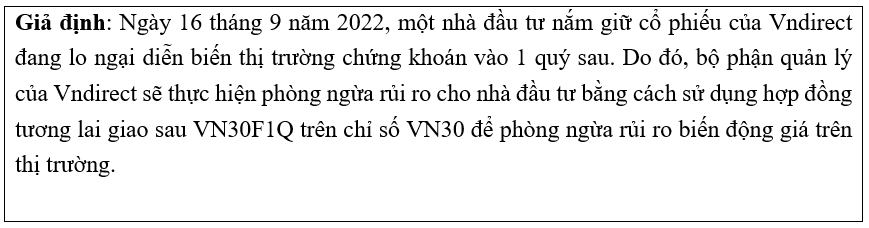 Giả định: Ngày 16 tháng 9 năm 2022, một nhà đầu tư nắm giữ cổ phiếu của Vndirect
đang lo ngại diễn biến thị trường chứng khoán vào 1 quý sau. Do đó, bộ phận quản lý
của Vndirect sẽ thực hiện phòng ngừa rủi ro cho nhà đầu tư bằng cách sử dụng hợp đồng
tương lai giao sau VN30F1Q trên chỉ số VN30 để phòng ngừa rủi ro biến động giá trên
thị trường.